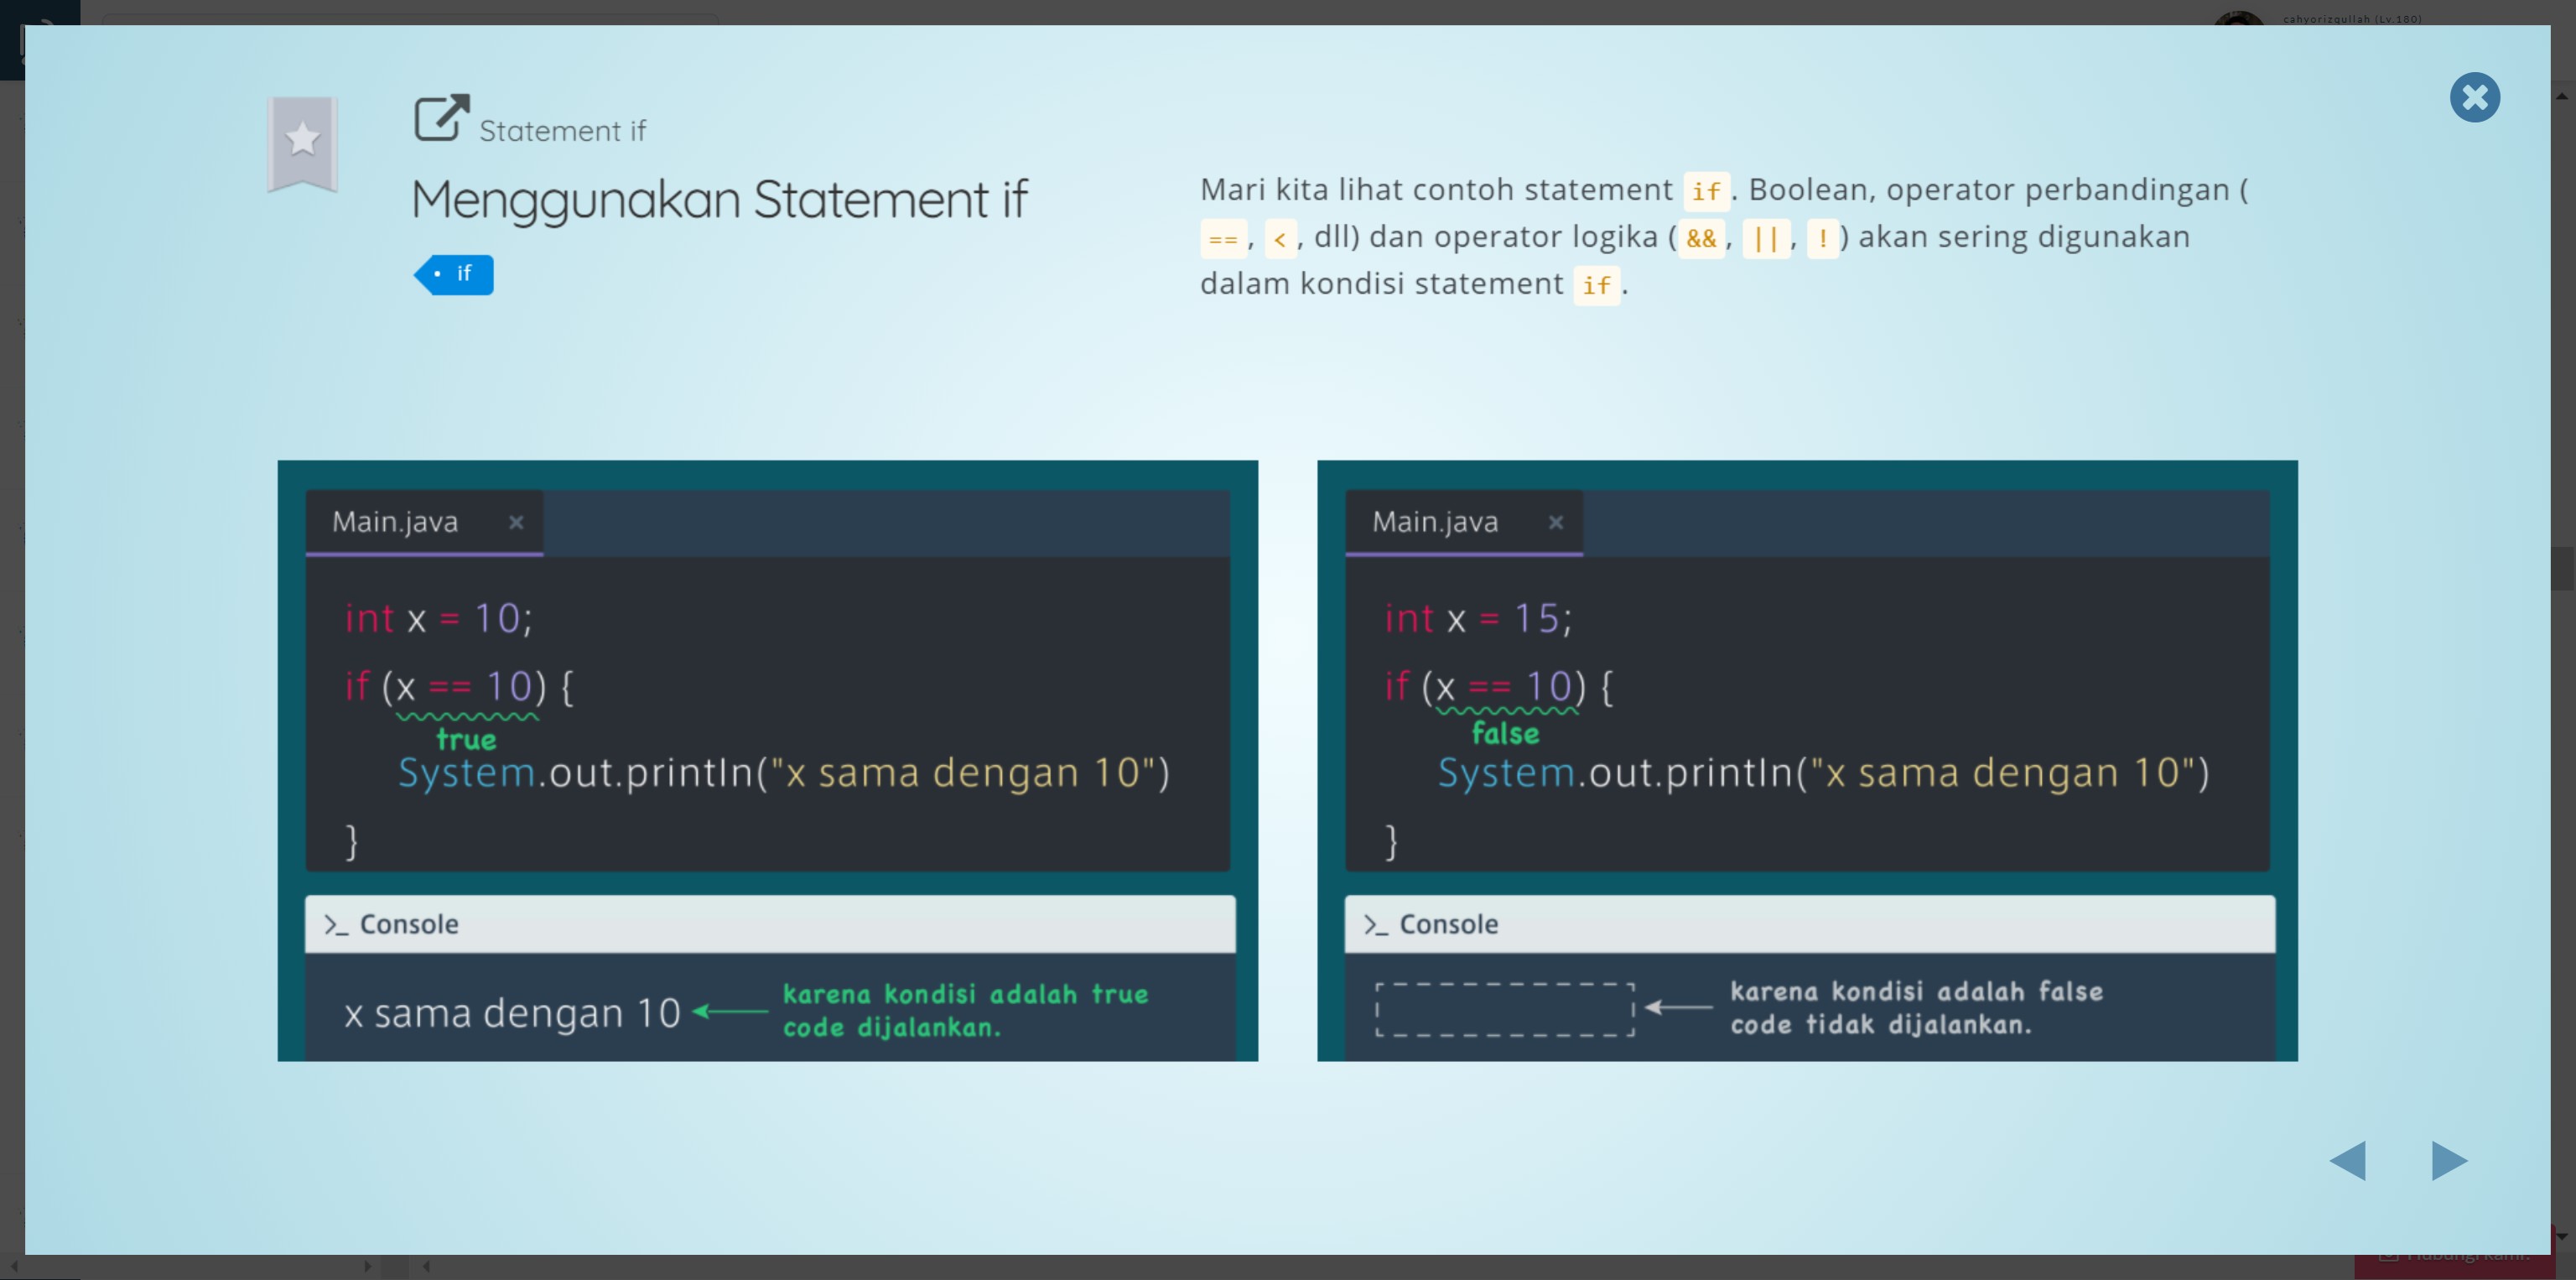 cahyorizqullah (Lv.180)
Statement if
Menggunakan Statement if
if
Mari kita lihat contoh statement if. Boolean, operator perbandingan (
==, <, dll) dan operator logika (&&, ||, !) akan sering digunakan
dalam kondisi statement if.
Main.java ×
int x = 10;
if (x == 10) {
true
System.out.println("x sama dengan 10")
}
>_ Console
x sama dengan 10
karena kondisi adalah true
code dijalankan.
Main.java ×
int x = 15;
if (x == 10) {
false
System.out.println("x sama dengan 10")
}
>_ Console
karena kondisi adalah false
code tidak dijalankan.